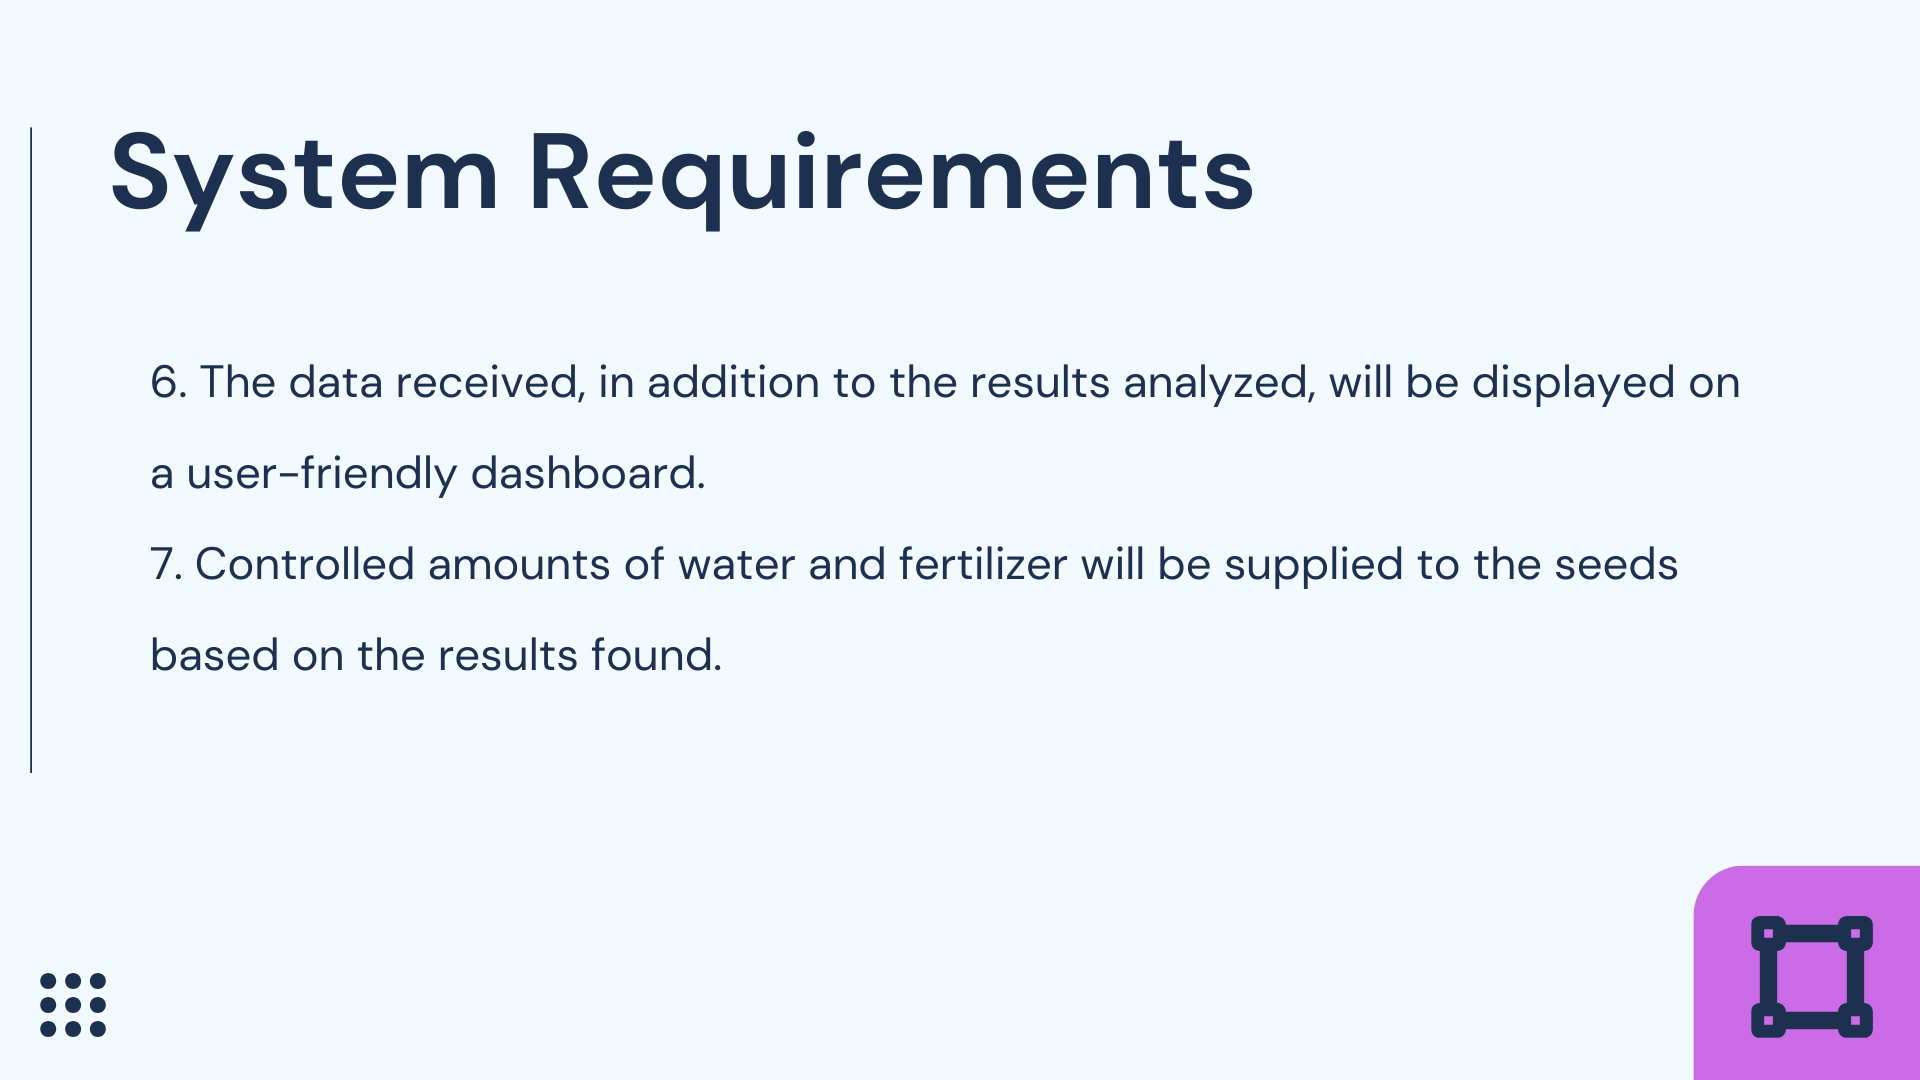 System Requirements
6. The data received, in addition to the results analyzed, will be displayed on
a user-friendly dashboard.
7. Controlled amounts of water and fertilizer will be supplied to the seeds
based on the results found.